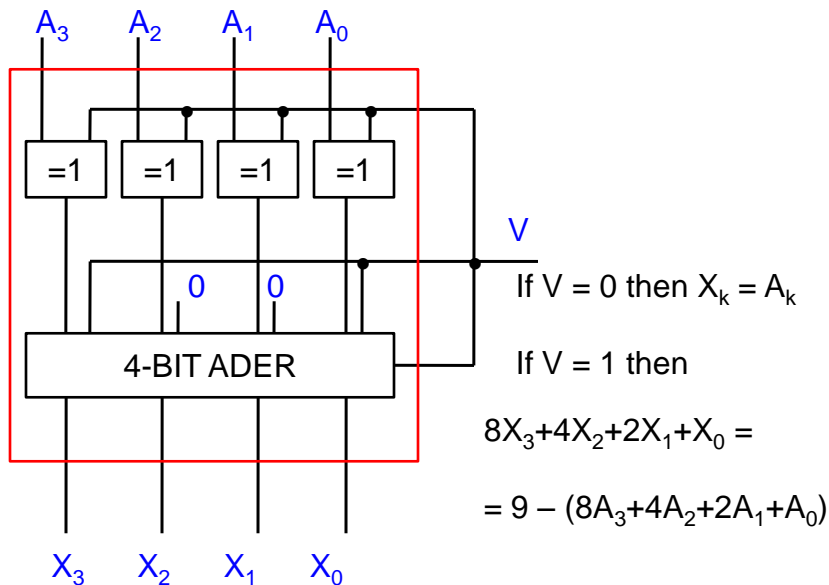 A₃ A₂ A₁ A₀
=1 =1 =1 =1
V
0 0
If V = 0 then Xₖ = Aₖ
4-BIT ADER
If V = 1 then
8X₃+4X₂+2X₁+X₀ =
= 9 – (8A₃+4A₂+2A₁+A₀)
X₃ X₂ X₁ X₀